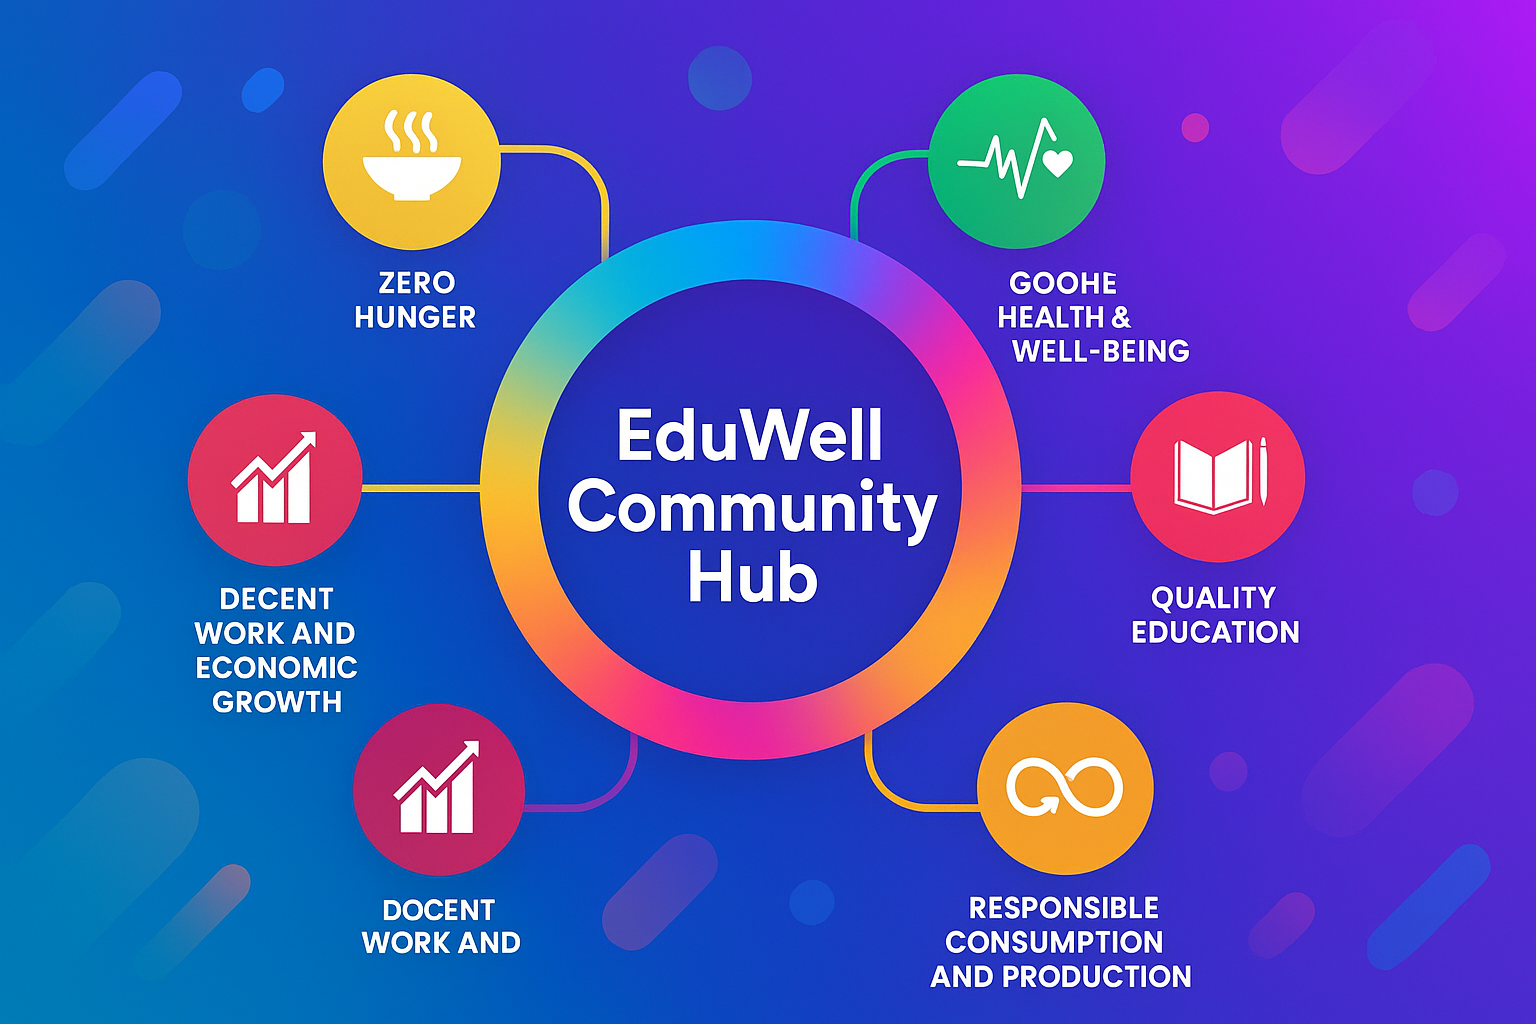 ZERO
HUNGER
GOOHE
HEALTH &
WELL-BEING
EduWell
Community
Hub
DECENT
WORK AND
ECONOMIC
GROWTH
QUALITY
EDUCATION
DOCENT
WORK AND
RESPONSIBLE
CONSUMPTION
AND PRODUCTION